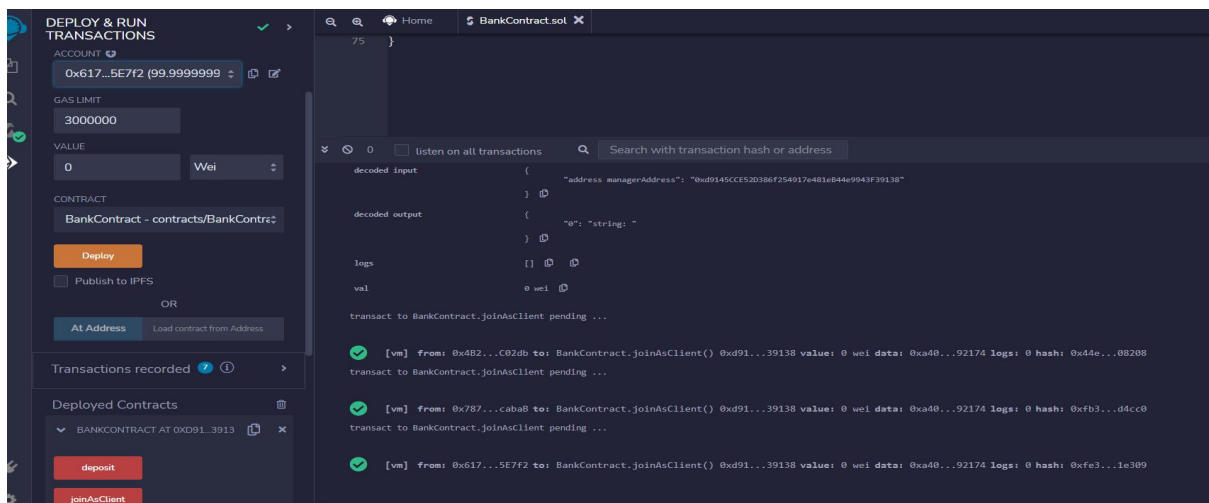 DEPLOY & RUN
TRANSACTIONS
ACCOUNT
0x617...5E7f2 (99.9999999
GAS LIMIT
3000000
VALUE
0 Wei
CONTRACT
BankContract - contracts/BankContra
Deploy
Publish to IPFS
OR
At Address Load contract from Address
Transactions recorded 7 i
Deployed Contracts
BANKCONTRACT AT 0XD91...3913
deposit
joinAsClient
Home BankContract.sol
75 }
0 listen on all transactions Search with transaction hash or address
decoded input {
"address managerAddress": "0xd9145CCE52D386f254917e481eB44e9943F39138"
}
decoded output {
"0": "string: "
}
logs []
val 0 wei
transact to BankContract.joinAsClient pending ...
[vm] from: 0x4B2...C02db to: BankContract.joinAsClient() 0xd91...39138 value: 0 wei data: 0xa40...92174 logs: 0 hash: 0x44e...08208
transact to BankContract.joinAsClient pending ...
[vm] from: 0x787...cabaB to: BankContract.joinAsClient() 0xd91...39138 value: 0 wei data: 0xa40...92174 logs: 0 hash: 0xfb3...d4cc0
transact to BankContract.joinAsClient pending ...
[vm] from: 0x617...5E7f2 to: BankContract.joinAsClient() 0xd91...39138 value: 0 wei data: 0xa40...92174 logs: 0 hash: 0xfe3...1e309